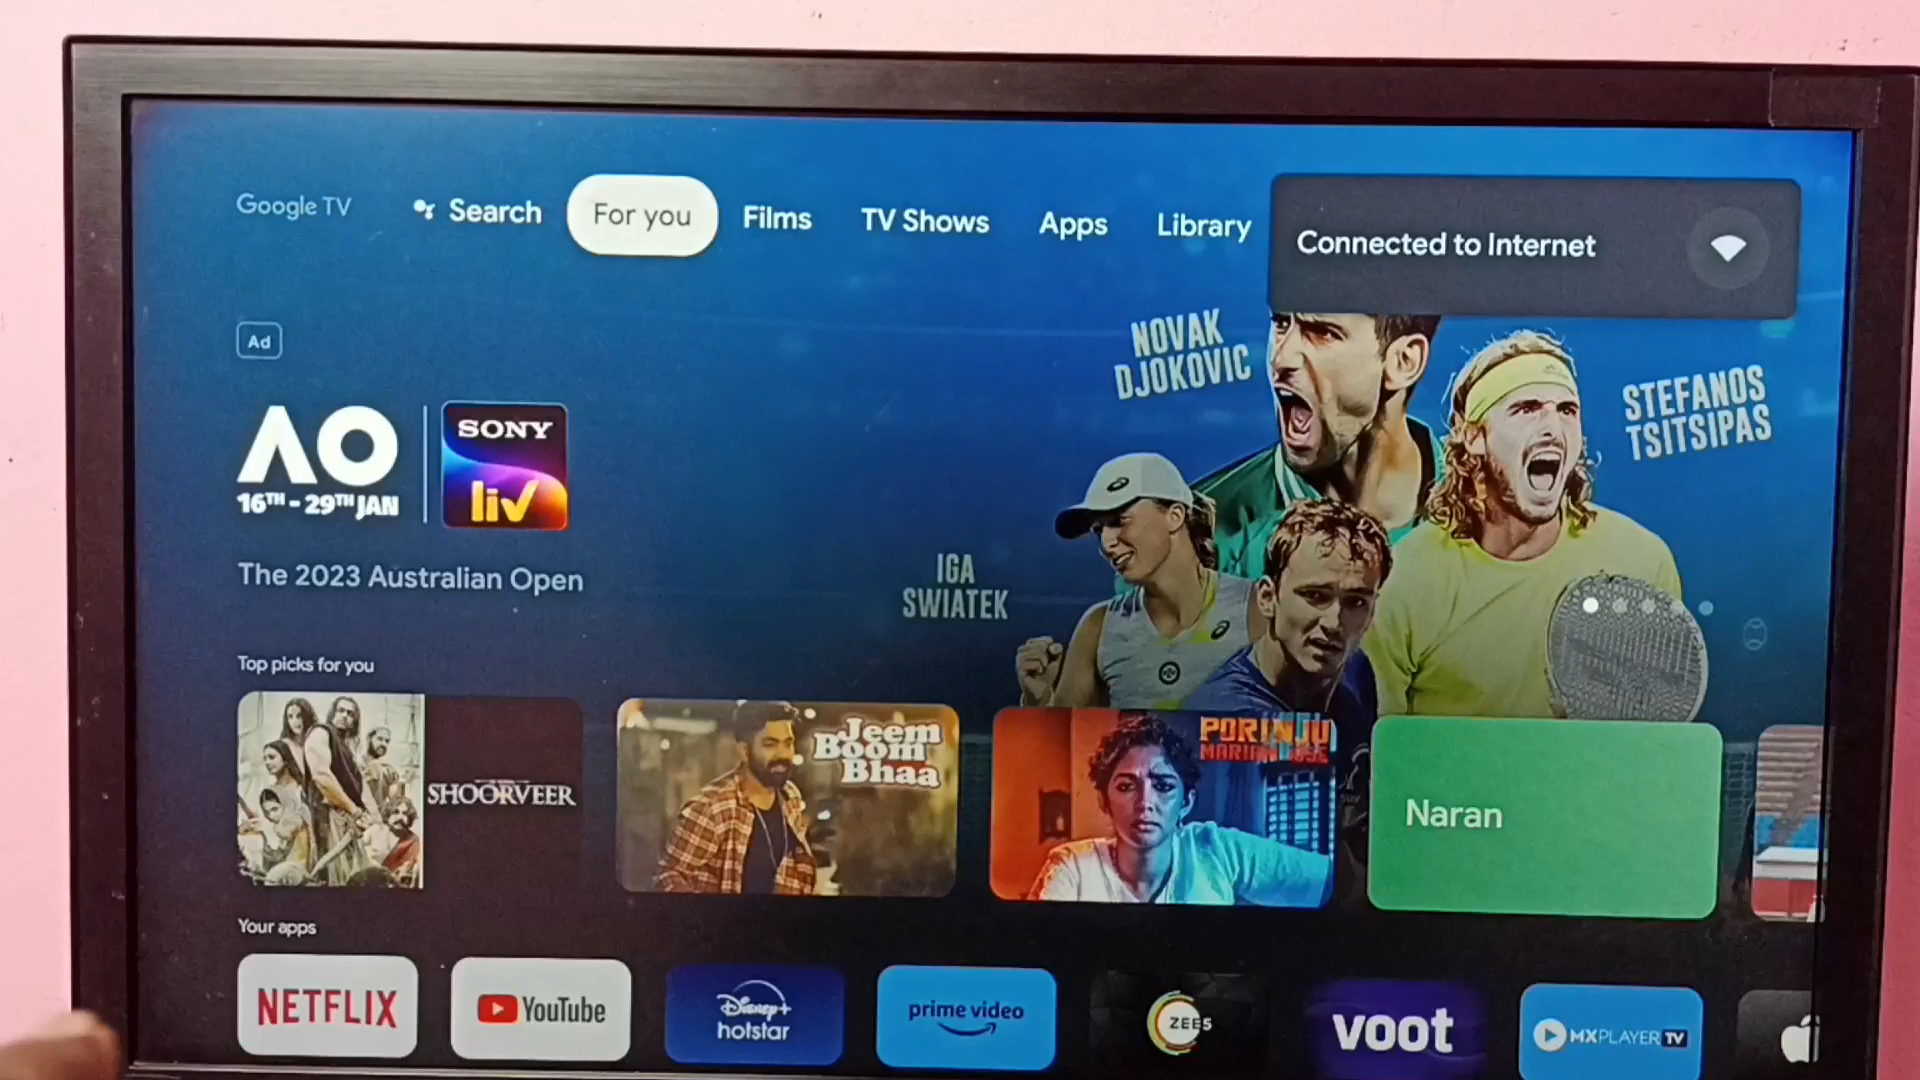 Google TV
Search
For you
Films
TV Shows
Apps
Library
Connected to Internet
NOVAK
DJOKOVIC
STEFANOS
TSITSIPAS
Ad
AO
16TH - 29TH JAN
SONY
liv
IGA
SWIATEK
The 2023 Australian Open
Top picks for you
SHOORVEER
Jeem
Boom
Bhaa
PORINJU
Naran
Your apps
NETFLIX
YouTube
Disney+
hotstar
prime video
ZEE5
voot
MXPLAYER TV